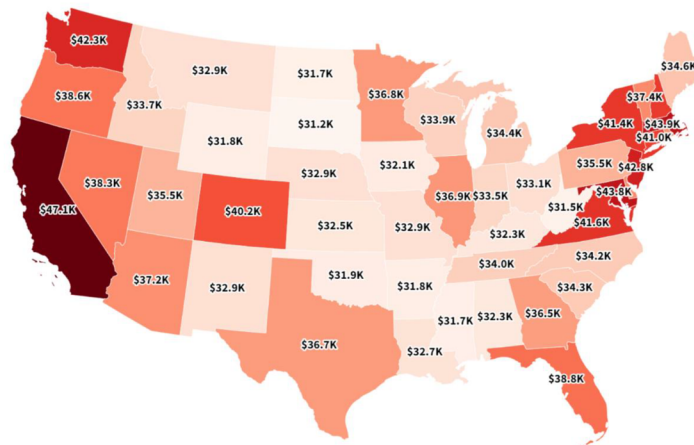 $42.3K
$32.9K
$31.7K
$36.8K
$34.6K
$38.6K
$33.7K
$31.2K
$33.9K
$34.4K
$37.4K
$41.4K
$43.9K
$41.0K
$31.8K
$32.1K
$35.5K
$42.8K
$47.1K
$38.3K
$35.5K
$40.2K
$32.9K
$36.9K
$33.5K
$33.1K
$43.8K
$31.5K
$41.6K
$32.5K
$32.9K
$32.3K
$37.2K
$32.9K
$31.9K
$31.8K
$34.0K
$34.2K
$34.3K
$36.7K
$32.7K
$31.7K
$32.3K
$36.5K
$38.8K